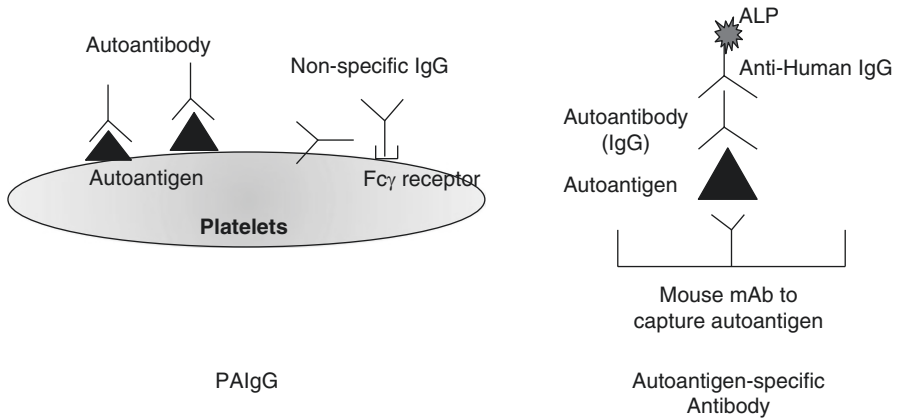 Autoantibody
Non-specific IgG
Autoantigen
Fcγ receptor
Platelets
PAIgG
ALP
Anti-Human IgG
Autoantibody
(IgG)
Autoantigen
Mouse mAb to
capture autoantigen
Autoantigen-specific
Antibody